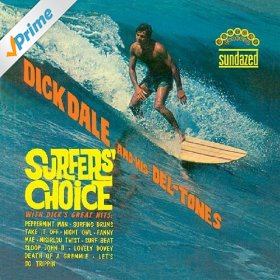 Prime
sundazed
DICK DALE
AND HIS DEL-TONES
SURFERS'
CHOICE
WITH DICK'S GREAT HITS:
PEPPERMINT MAN • SURFING DRUMS
TAKE IT OFF • NIGHT OWL • FANNY
MAE • MISIRLOU TWIST • SURF BEAT
SLOOP JOHN B • LOVELY DOVEY
DEATH OF A GREMMIE • LET'S
GO TRIPPIN'